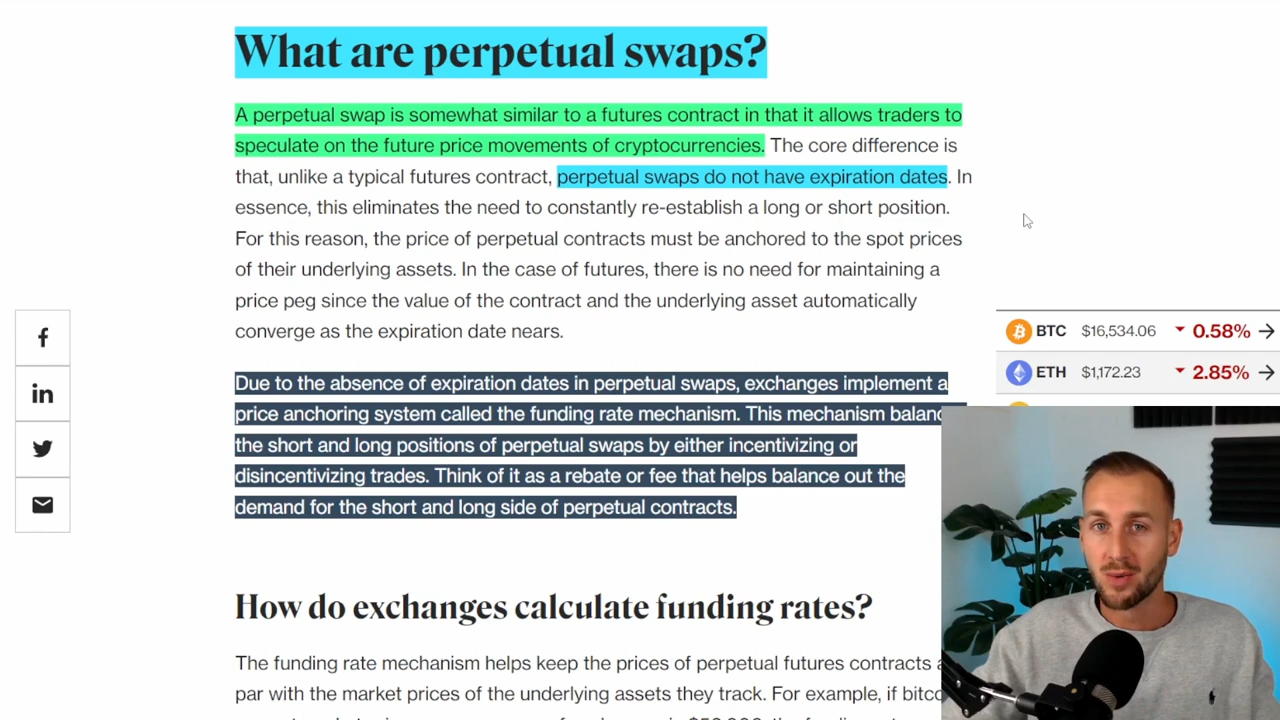 What are perpetual swaps?
A perpetual swap is somewhat similar to a futures contract in that it allows traders to
speculate on the future price movements of cryptocurrencies. The core difference is
that, unlike a typical futures contract, perpetual swaps do not have expiration dates. In
essence, this eliminates the need to constantly re-establish a long or short position.
For this reason, the price of perpetual contracts must be anchored to the spot prices
of their underlying assets. In the case of futures, there is no need for maintaining a
price peg since the value of the contract and the underlying asset automatically
converge as the expiration date nears.
Due to the absence of expiration dates in perpetual swaps, exchanges implement a
price anchoring system called the funding rate mechanism. This mechanism
the short and long positions of perpetual swaps by either incentivizing or
disincentivizing trades. Think of it as a rebate or fee that helps balance out the
demand for the short and long side of perpetual contracts.
How do exchanges calculate funding rates?
The funding rate mechanism helps keep the prices of perpetual futures contracts
par with the market prices of the underlying assets they track. For example, if
BTC $16,534.06 0.58%
ETH $1,172.23 2.85%